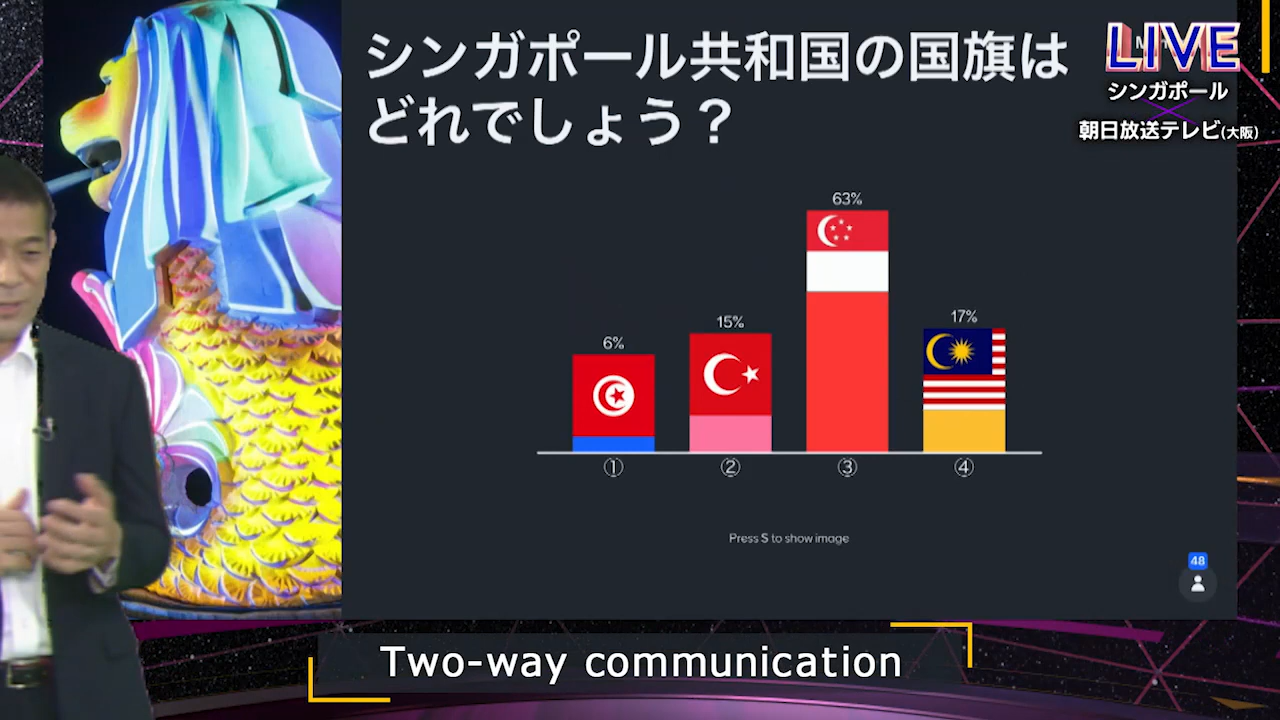 シンガポール共和国の国旗は
どれでしょう？
LIVE
シンガポール
朝日放送テレビ(大阪)
63%
17%
15%
6%
①
②
③
④
Press S to show image
48
Two-way communication